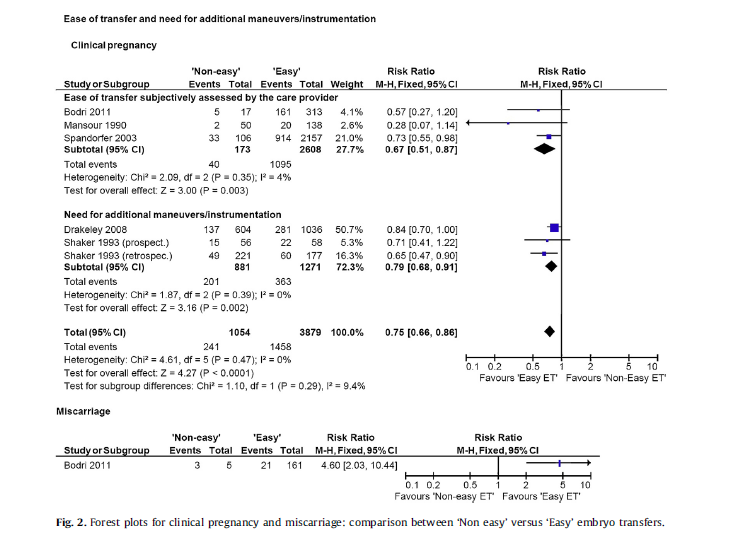 Ease of transfer and need for additional maneuvers/instrumentation
Clinical pregnancy
'Non-easy' 'Easy' Risk Ratio Risk Ratio
Study or Subgroup Events Total Events Total Weight M-H, Fixed, 95% CI M-H, Fixed, 95% CI
Ease of transfer subjectively assessed by the care provider
Bodri 2011 5 17 161 313 4.1% 0.57 [0.27, 1.20]
Mansour 1990 2 50 20 138 2.6% 0.28 [0.07, 1.14]
Spandorfer 2003 33 106 914 2157 21.0% 0.73 [0.55, 0.98]
Subtotal (95% CI) 173 2608 27.7% 0.67 [0.51, 0.87]
Total events 40 1095
Heterogeneity: Chi² = 2.09, df = 2 (P = 0.35); I² = 4%
Test for overall effect: Z = 3.00 (P = 0.003)
Need for additional maneuvers/instrumentation
Drakeley 2008 137 604 281 1036 50.7% 0.84 [0.70, 1.00]
Shaker 1993 (prospect.) 15 56 22 58 5.3% 0.71 [0.41, 1.22]
Shaker 1993 (retrospec.) 49 221 60 177 16.3% 0.65 [0.47, 0.90]
Subtotal (95% CI) 881 1271 72.3% 0.79 [0.68, 0.91]
Total events 201 363
Heterogeneity: Chi² = 1.87, df = 2 (P = 0.39); I² = 0%
Test for overall effect: Z = 3.16 (P = 0.002)
Total (95% CI) 1054 3879 100.0% 0.75 [0.66, 0.86]
Total events 241 1458
Heterogeneity: Chi² = 4.61, df = 5 (P = 0.47); I² = 0%
Test for overall effect: Z = 4.27 (P < 0.0001)
Test for subgroup differences: Chi² = 1.10, df = 1 (P = 0.29), I² = 9.4%
0.1 0.2 0.5 1 2 5 10
Favours 'Easy ET' Favours 'Non-Easy ET'
Miscarriage
'Non-easy' 'Easy' Risk Ratio Risk Ratio
Study or Subgroup Events Total Events Total M-H, Fixed, 95% CI M-H, Fixed, 95% CI
Bodri 2011 3 5 21 161 4.60 [2.03, 10.44]
0.1 0.2 0.5 1 2 5 10
Favours 'Non-easy ET' Favours 'Easy ET'
Fig. 2. Forest plots for clinical pregnancy and miscarriage: comparison between 'Non easy' versus 'Easy' embryo transfers.